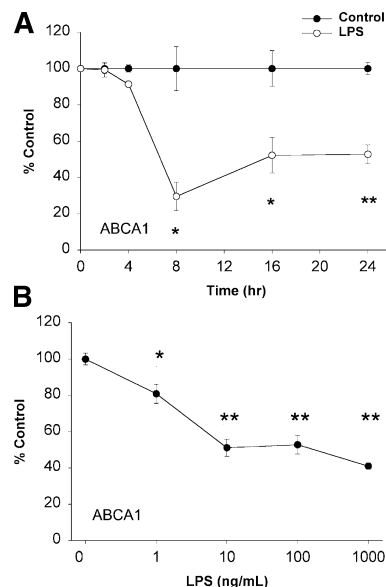 A
Control
LPS
120
100
80
60
40
20
0
% Control
ABCA1
*
*
**
0 4 8 12 16 20 24
Time (hr)
B
120
100
80
60
40
20
0
% Control
*
**
**
**
ABCA1
0 1 10 100 1000
LPS (ng/mL)